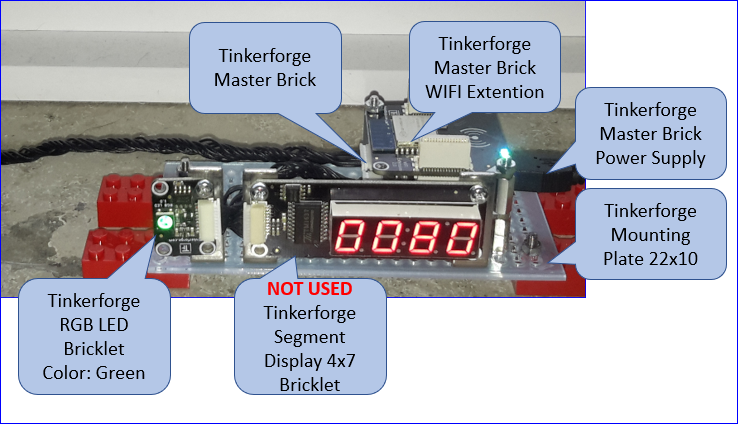 Tinkerforge
Master Brick
Tinkerforge
Master Brick
WIFI Extention
Tinkerforge
Master Brick
Power Supply
Tinkerforge
Mounting
Plate 22x10
0080
Tinkerforge
RGB LED
Bricklet
Color: Green
NOT USED
Tinkerforge
Segment
Display 4x7
Bricklet